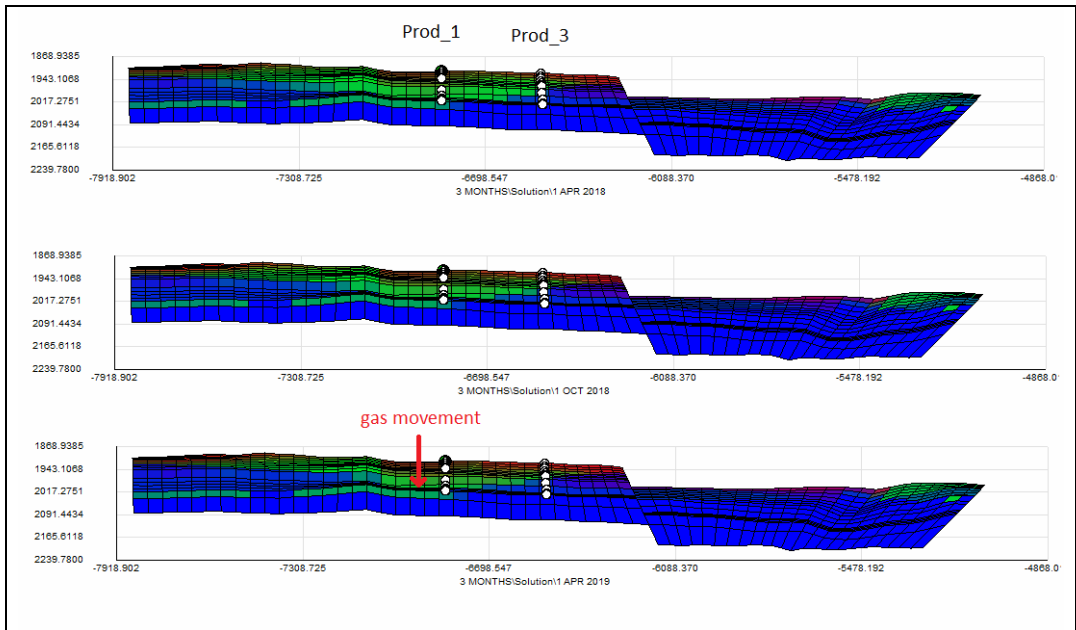 Prod_1 Prod_3
1868.9385
1943.1068
2017.2751
2091.4434
2165.6118
2239.7800
-7918.902 -7308.725 -6698.547 -6088.370 -5478.192 -4868.0
3 MONTHS\Solution\1 APR 2018
1868.9385
1943.1068
2017.2751
2091.4434
2165.6118
2239.7800
-7918.902 -7308.725 -6698.547 -6088.370 -5478.192 -4868.0
3 MONTHS\Solution\1 OCT 2018
gas movement
1868.9385
1943.1068
2017.2751
2091.4434
2165.6118
2239.7800
-7918.902 -7308.725 -6698.547 -6088.370 -5478.192 -4868.0
3 MONTHS\Solution\1 APR 2019